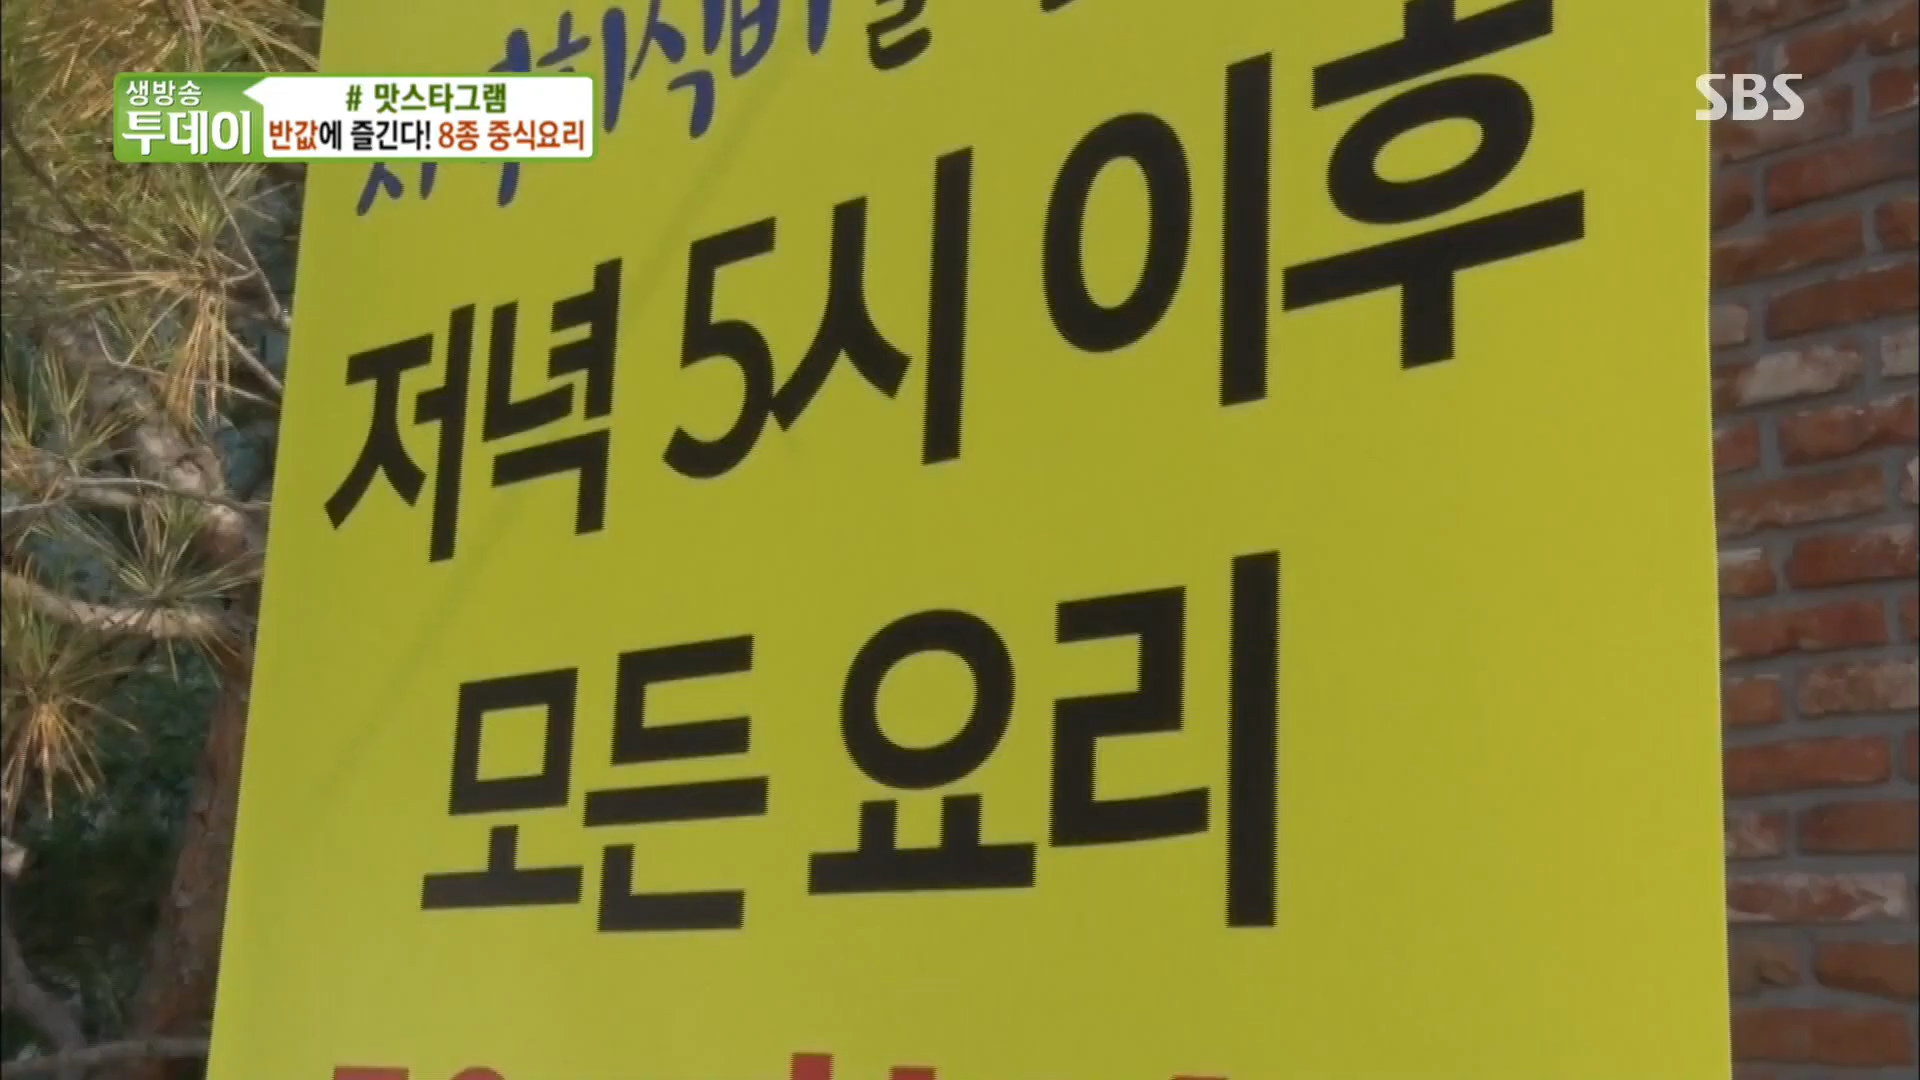 생방송
투데이
# 맛스타그램
반값에 즐긴다! 8종 중식요리
SBS
저녁 5시 이후
모든 요리